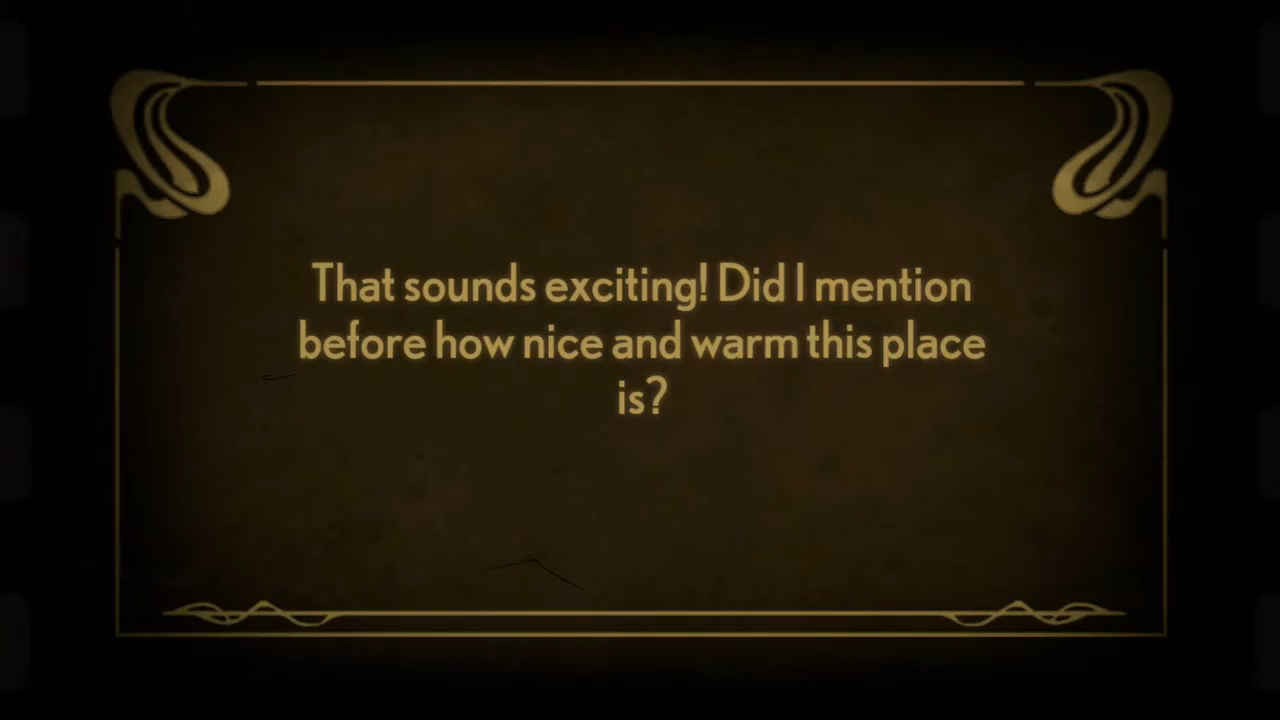 That sounds exciting! Did I mention
before how nice and warm this place
is?